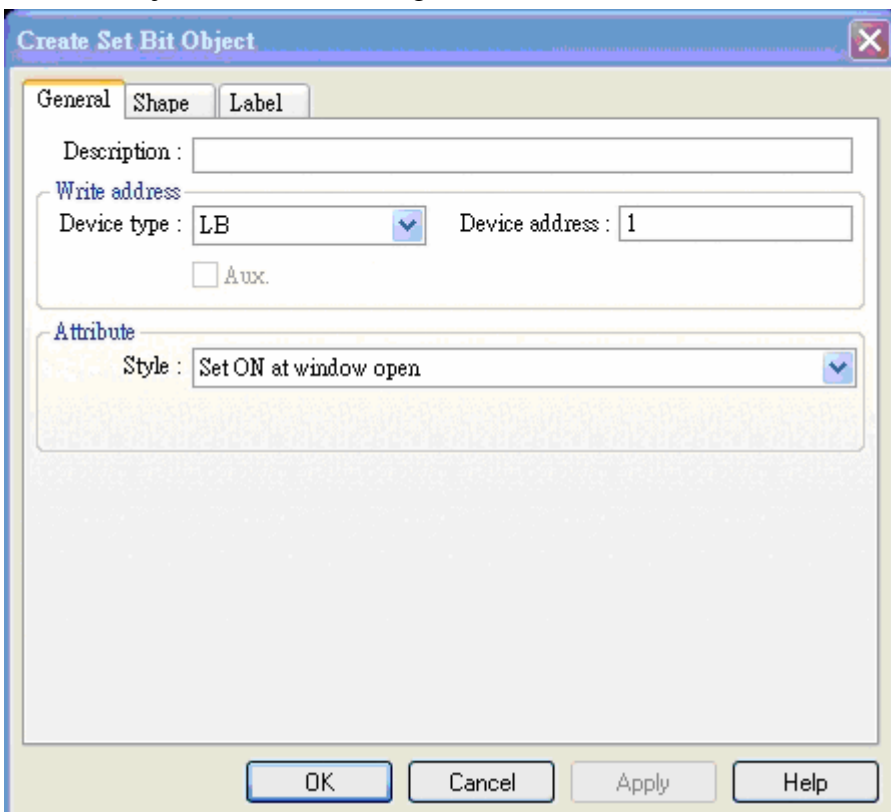 Create Set Bit Object
General Shape Label
Description :
Write address
Device type : LB Device address : 1
Aux.
Attribute
Style : Set ON at window open
OK Cancel Apply Help